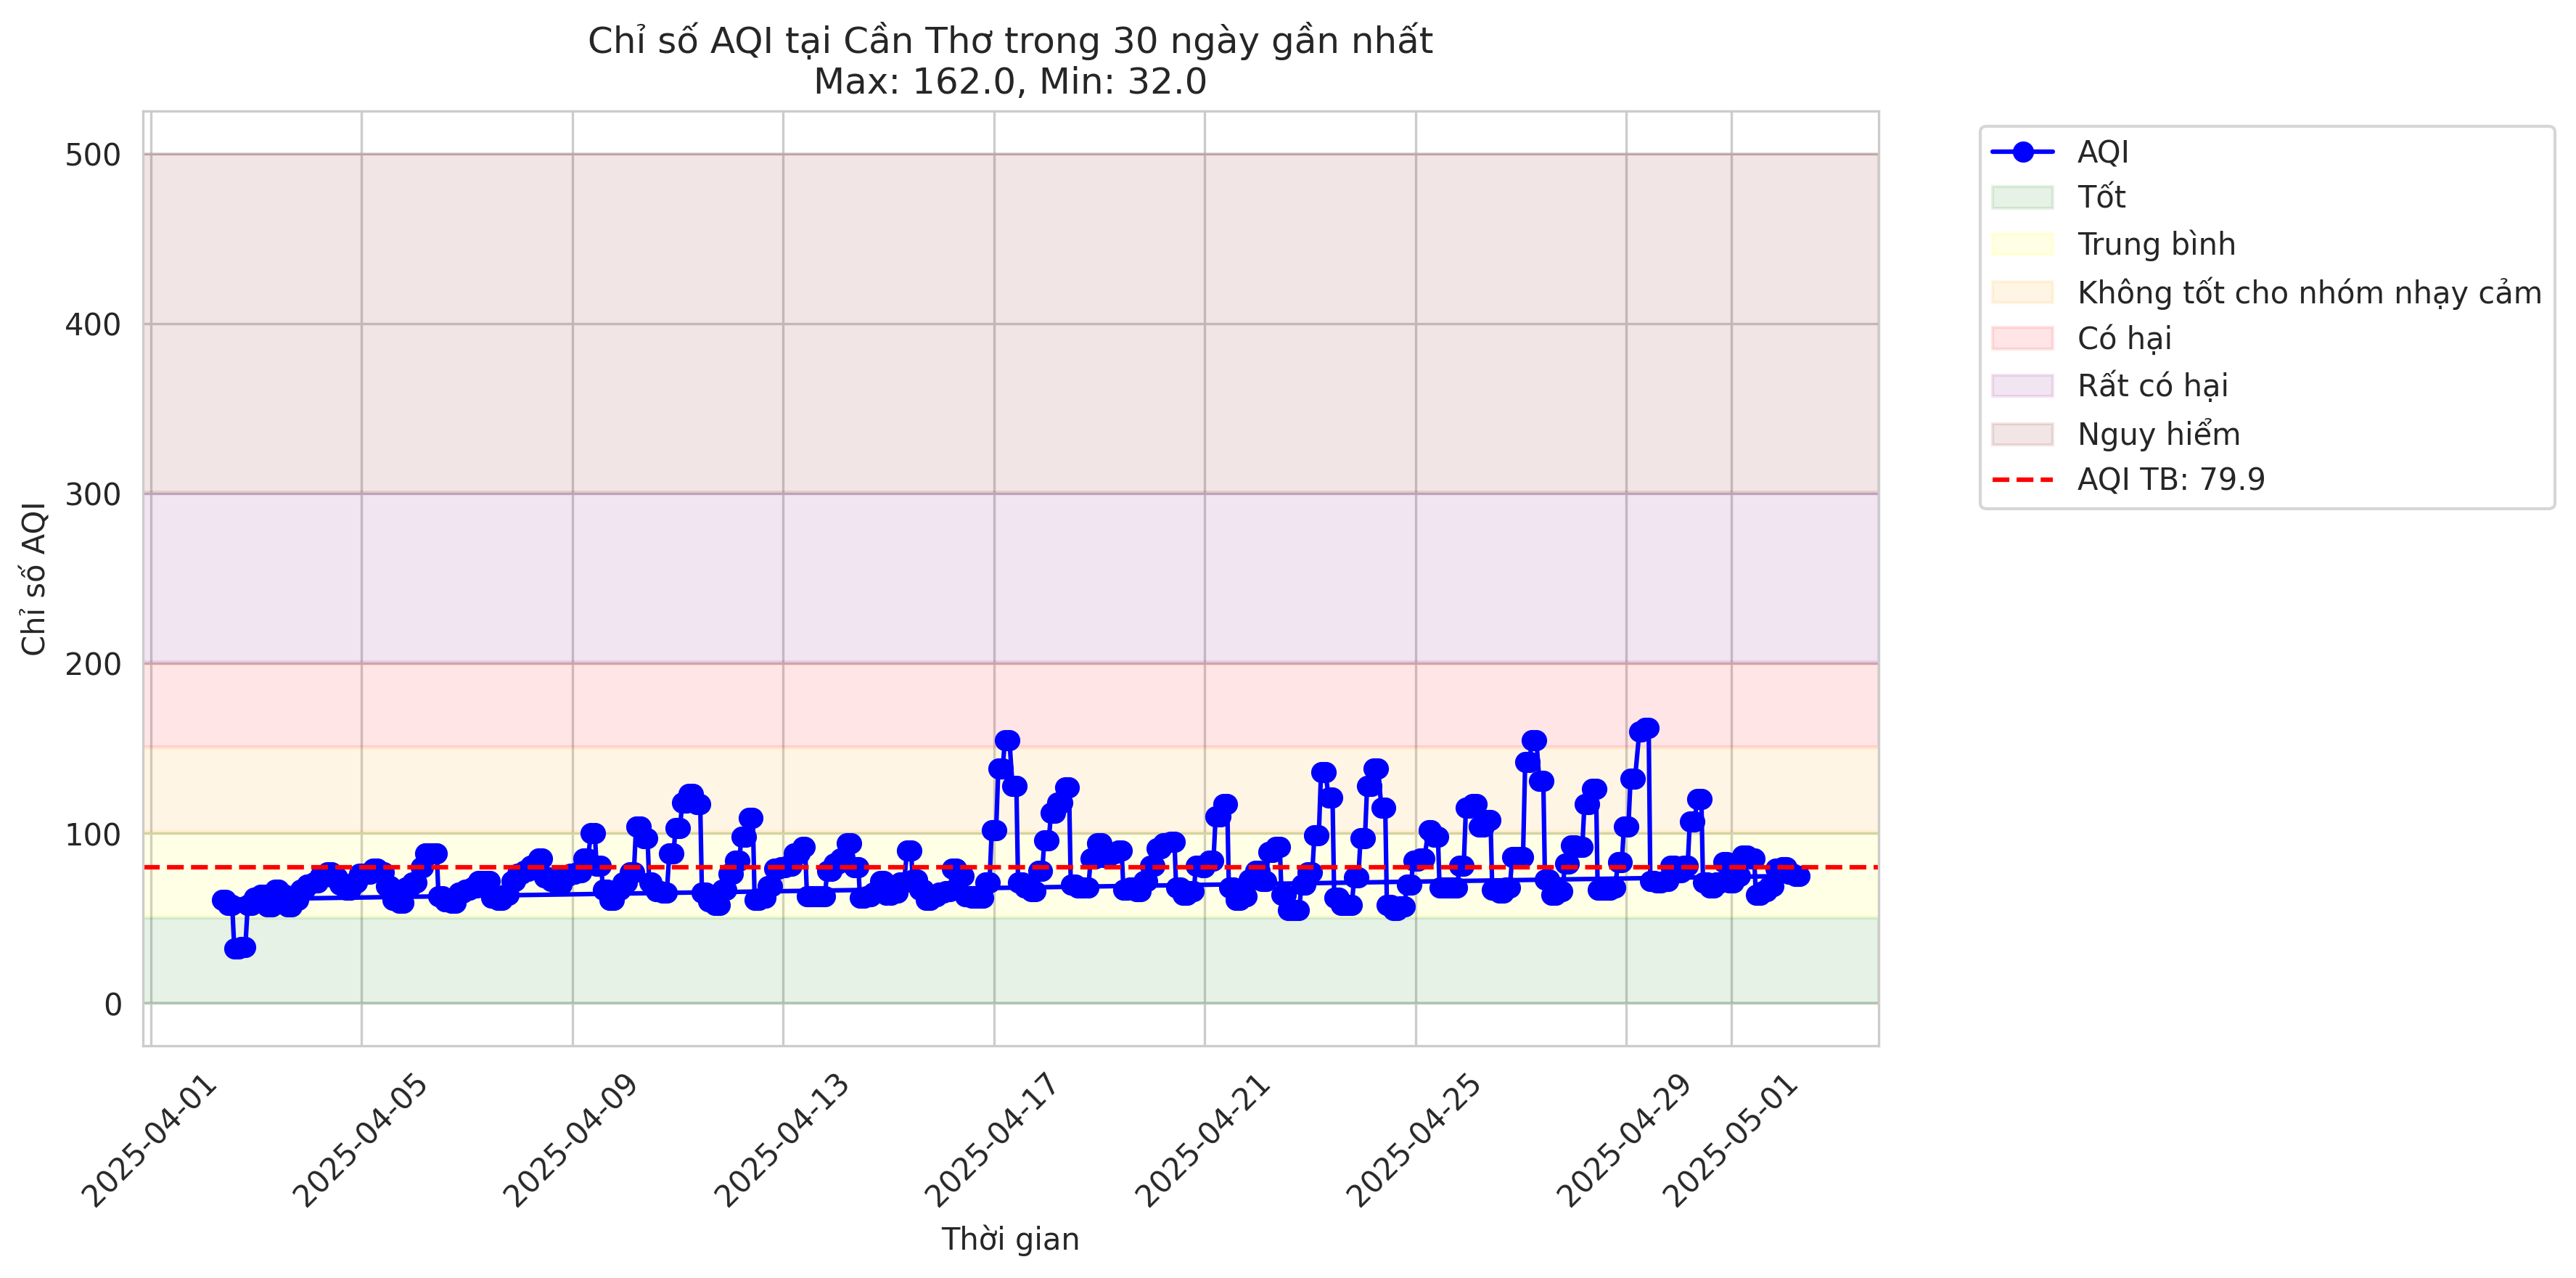 Chỉ số AQI tại Cần Thơ trong 30 ngày gần nhất
Max: 162.0, Min: 32.0
Chỉ số AQI
500
400
300
200
100
0
2025-04-01
2025-04-05
2025-04-09
2025-04-13
2025-04-17
2025-04-21
2025-04-25
2025-04-29
2025-05-01
Thời gian
AQI
Tốt
Trung bình
Không tốt cho nhóm nhạy cảm
Có hại
Rất có hại
Nguy hiểm
AQI TB: 79.9